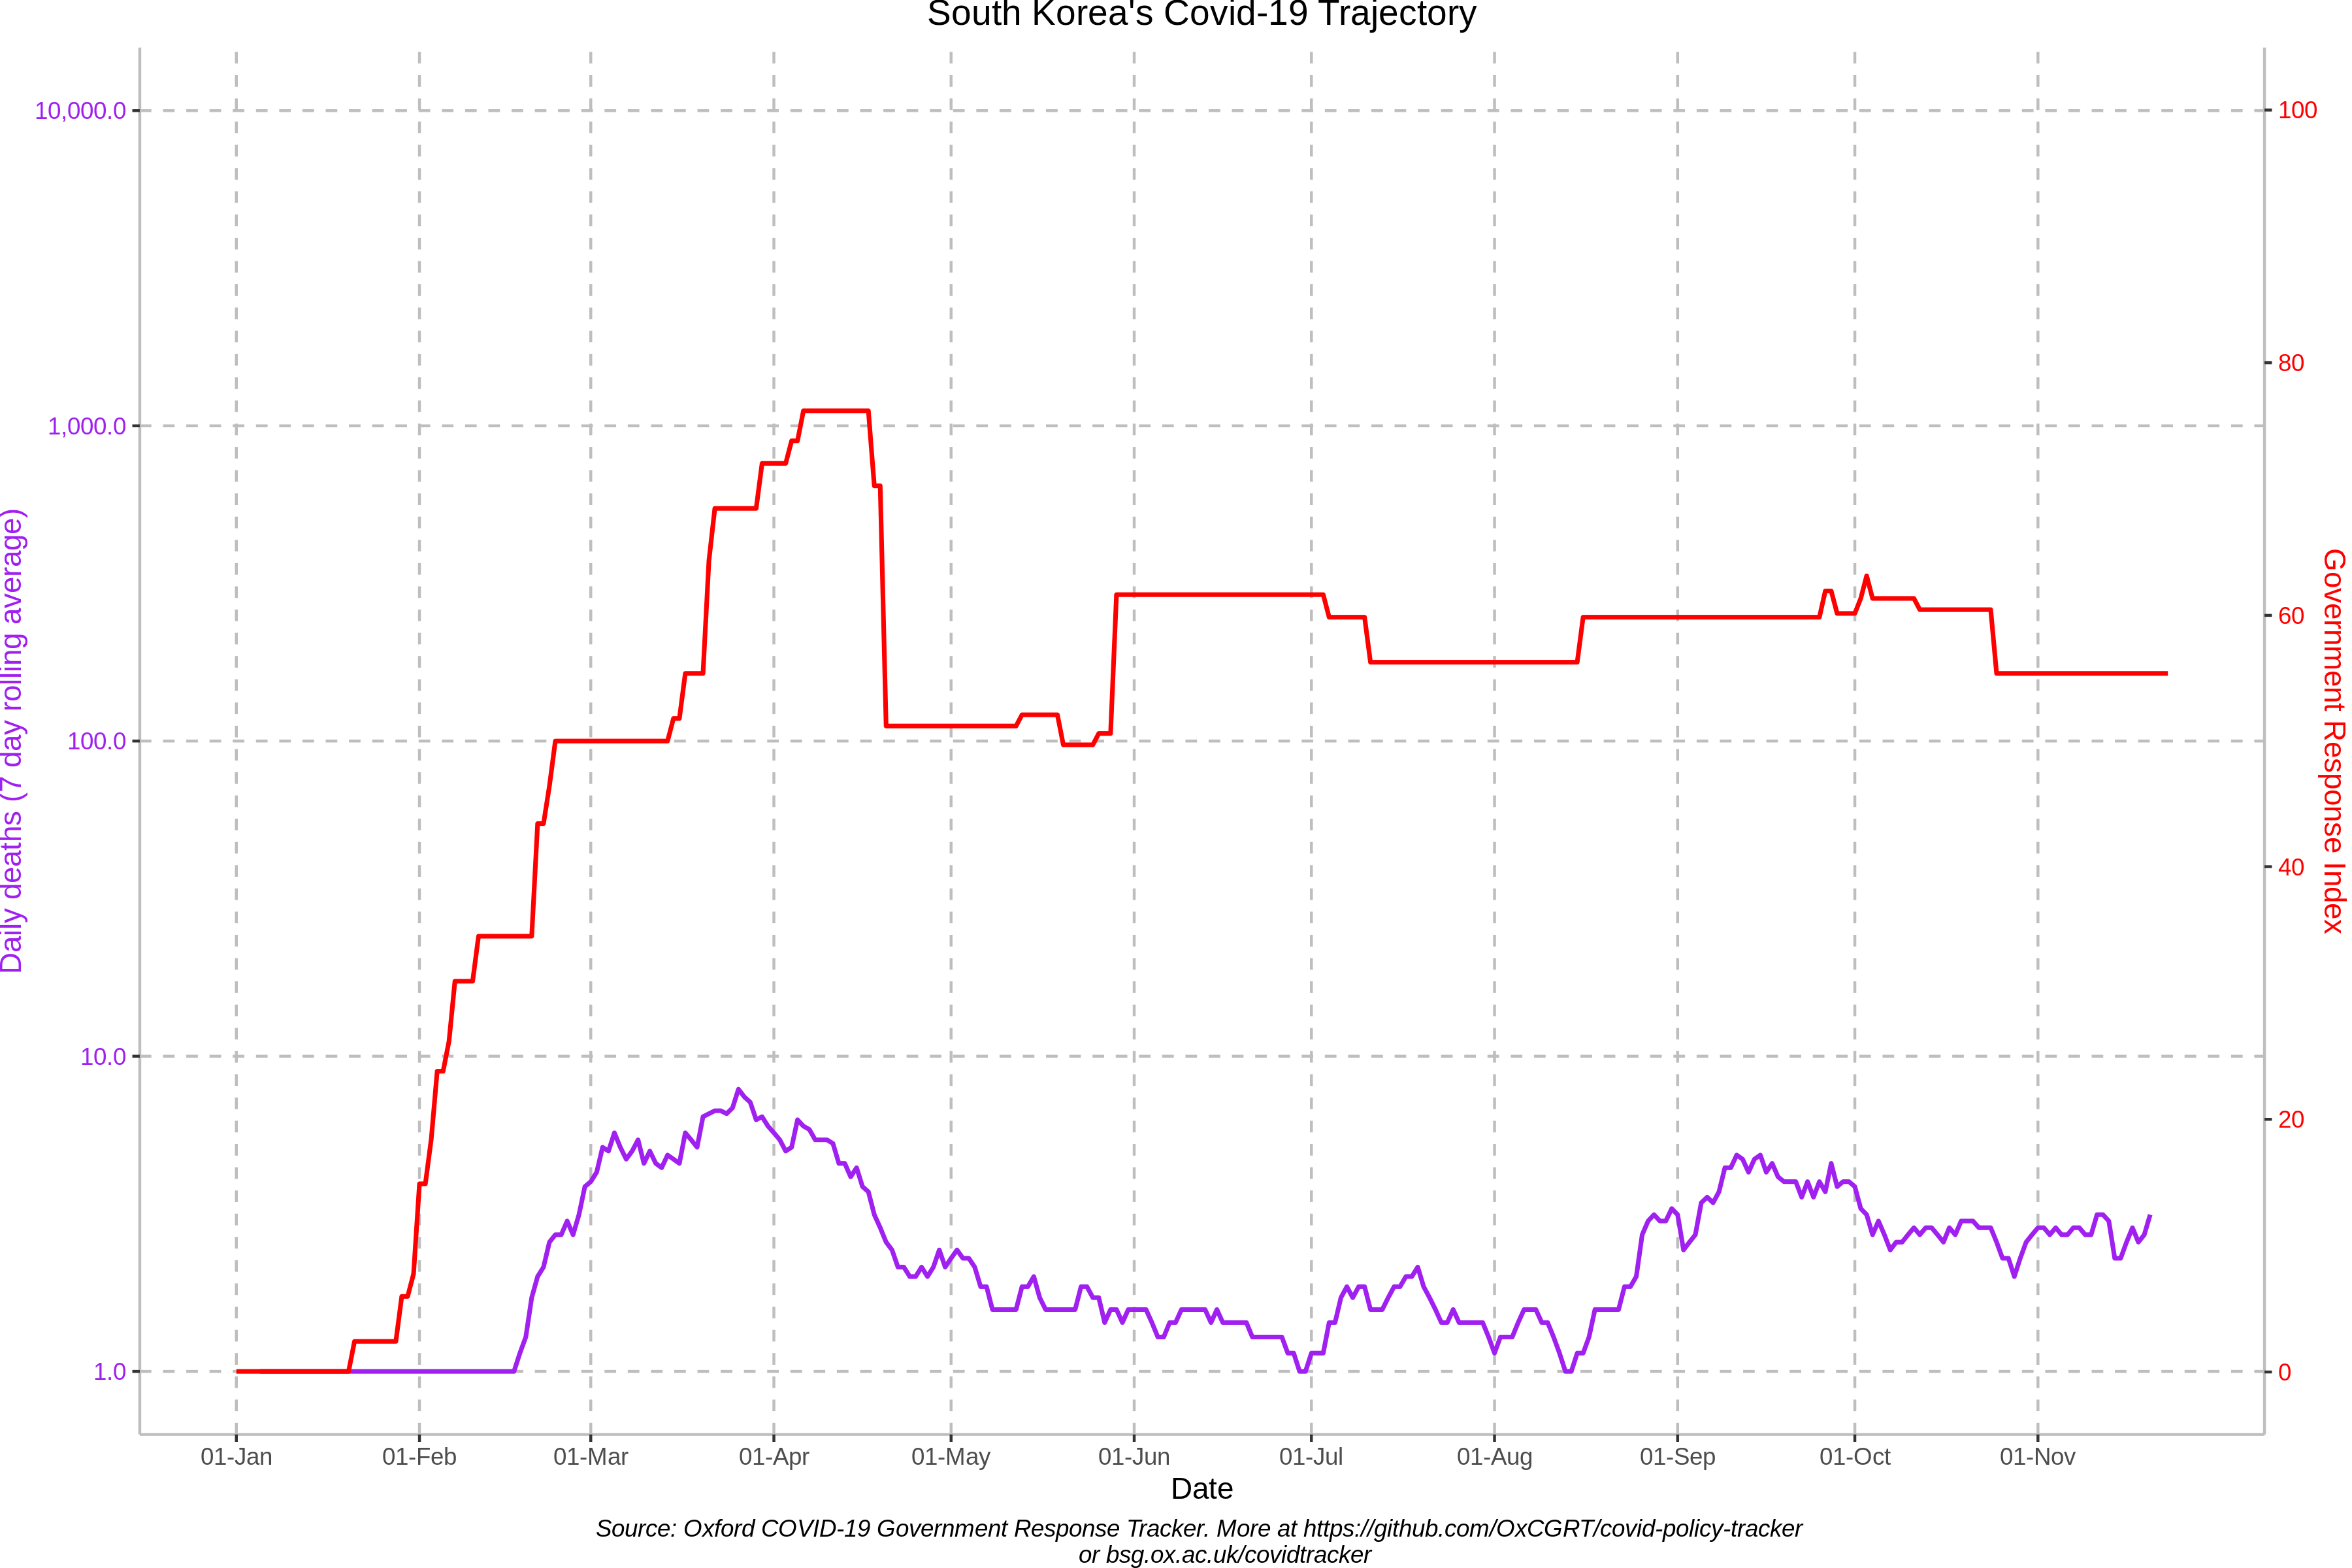 South Korea's Covid-19 Trajectory
10,000.0
1,000.0
100.0
10.0
1.0
Daily deaths (7 day rolling average)
100
80
60
40
20
0
Government Response Index
01-Jan 01-Feb 01-Mar 01-Apr 01-May 01-Jun 01-Jul 01-Aug 01-Sep 01-Oct 01-Nov
Date
Source: Oxford COVID-19 Government Response Tracker. More at https://github.com/OxCGRT/covid-policy-tracker
or bsg.ox.ac.uk/covidtracker